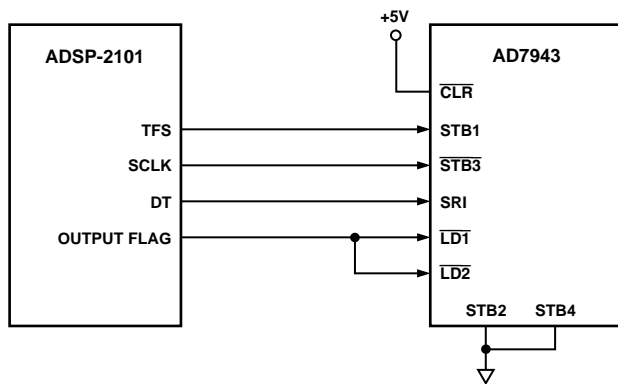 +5V
ADSP-2101
AD7943
CLR
TFS
STB1
SCLK
STB3
DT
SRI
OUTPUT FLAG
LD1
LD2
STB2
STB4